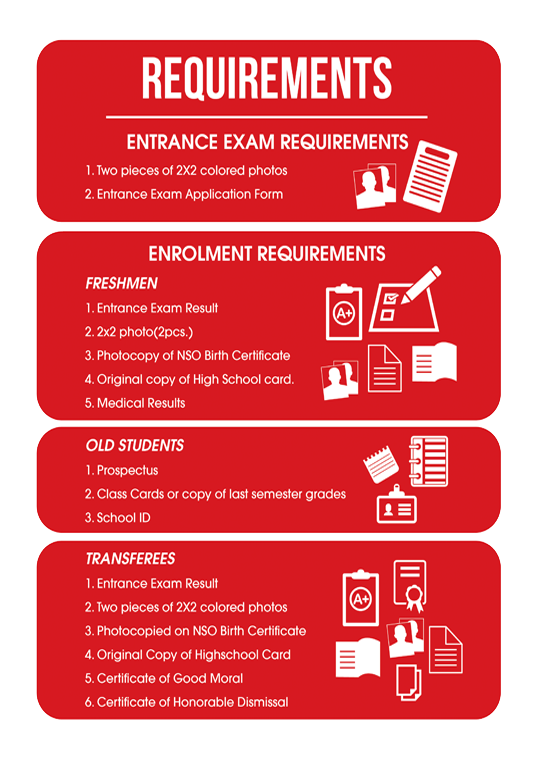 REQUIREMENTS
ENTRANCE EXAM REQUIREMENTS
1. Two pieces of 2X2 colored photos
2. Entrance Exam Application Form
ENROLMENT REQUIREMENTS
FRESHMEN
1. Entrance Exam Result
2. 2x2 photo(2pcs.)
3. Photocopy of NSO Birth Certificate
4. Original copy of High School card.
5. Medical Results
A+
OLD STUDENTS
1. Prospectus
2. Class Cards or copy of last semester grades
3. School ID
TRANSFEREES
1. Entrance Exam Result
2. Two pieces of 2X2 colored photos
3. Photocopied on NSO Birth Certificate
4. Original Copy of Highschool Card
5. Certificate of Good Moral
6. Certificate of Honorable Dismissal
A+